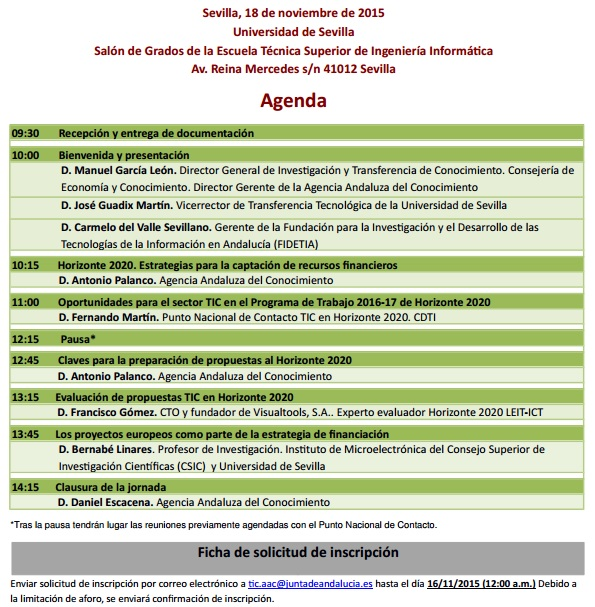 Sevilla, 18 de noviembre de 2015
Universidad de Sevilla
Salón de Grados de la Escuela Técnica Superior de Ingeniería Informática
Av. Reina Mercedes s/n 41012 Sevilla
Agenda
09:30 Recepción y entrega de documentación
10:00 Bienvenida y presentación
D. Manuel García León. Director General de Investigación y Transferencia de Conocimiento. Consejería de
Economía y Conocimiento. Director Gerente de la Agencia Andaluza del Conocimiento
D. José Guadix Martín. Vicerrector de Transferencia Tecnológica de la Universidad de Sevilla
D. Carmelo del Valle Sevillano. Gerente de la Fundación para la Investigación y el Desarrollo de las
Tecnologías de la Información en Andalucía (FIDETIA)
10:15 Horizonte 2020. Estrategias para la captación de recursos financieros
D. Antonio Palanco. Agencia Andaluza del Conocimiento
11:00 Oportunidades para el sector TIC en el Programa de Trabajo 2016-17 de Horizonte 2020
D. Fernando Martín. Punto Nacional de Contacto TIC en Horizonte 2020. CDTI
12:15 Pausa*
12:45 Claves para la preparación de propuestas al Horizonte 2020
D. Antonio Palanco. Agencia Andaluza del Conocimiento
13:15 Evaluación de propuestas TIC en Horizonte 2020
D. Francisco Gómez. CTO y fundador de Visualtools, S.A.. Experto evaluador Horizonte 2020 LEIT-ICT
13:45 Los proyectos europeos como parte de la estrategia de financiación
D. Bernabé Linares. Profesor de Investigación. Instituto de Microelectrónica del Consejo Superior de
Investigación Científicas (CSIC) y Universidad de Sevilla
14:15 Clausura de la jornada
D. Daniel Escacena. Agencia Andaluza del Conocimiento
*Tras la pausa tendrán lugar las reuniones previamente agendadas con el Punto Nacional de Contacto.
Ficha de solicitud de inscripción
Enviar solicitud de inscripción por correo electrónico a tic.aac@juntadeandalucia.es hasta el día 16/11/2015 (12:00 a.m.) Debido a
la limitación de aforo, se enviará confirmación de inscripción.